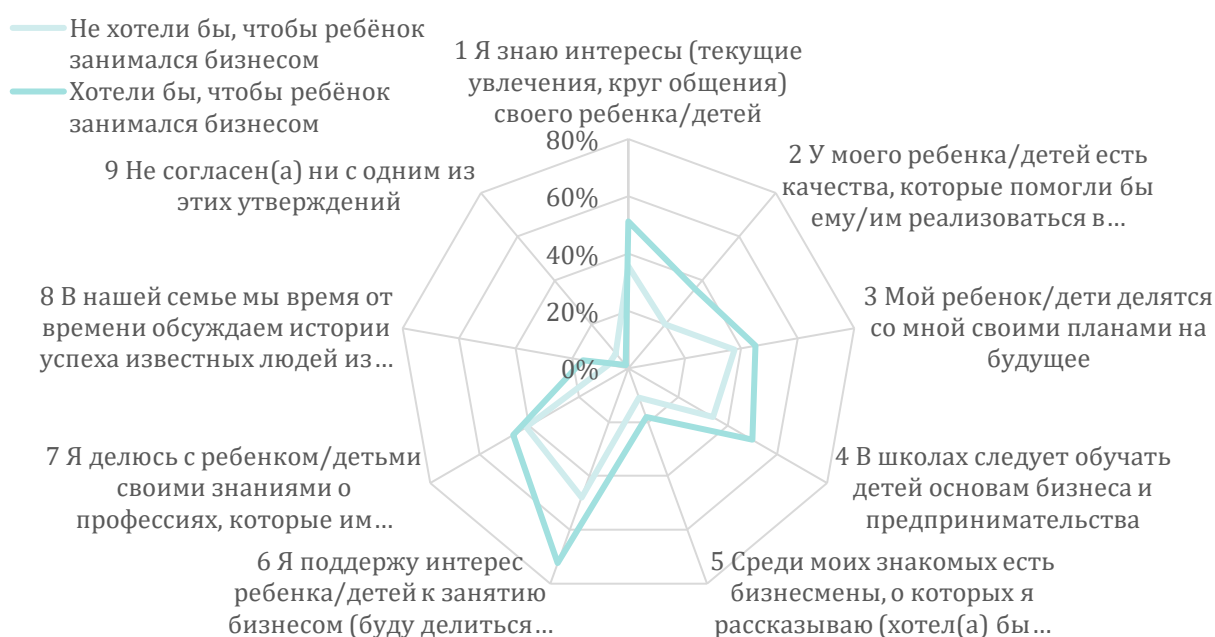 Не хотели бы, чтобы ребёнок
занимался бизнесом
Хотели бы, чтобы ребёнок
занимался бизнесом
1 Я знаю интересы (текущие
увлечения, круг общения)
своего ребенка/детей
2 У моего ребенка/детей есть
качества, которые помогли бы
ему/им реализоваться в…
3 Мой ребенок/дети делятся
со мной своими планами на
будущее
4 В школах следует обучать
детей основам бизнеса и
предпринимательства
5 Среди моих знакомых есть
бизнесмены, о которых я
рассказываю (хотел(а) бы…
6 Я поддержу интерес
ребенка/детей к занятию
бизнесом (буду делиться…
7 Я делюсь с ребенком/детьми
своими знаниями о
профессиях, которые им…
8 В нашей семье мы время от
времени обсуждаем истории
успеха известных людей из…
9 Не согласен(а) ни с одним из
этих утверждений
80%
60%
40%
20%
0%